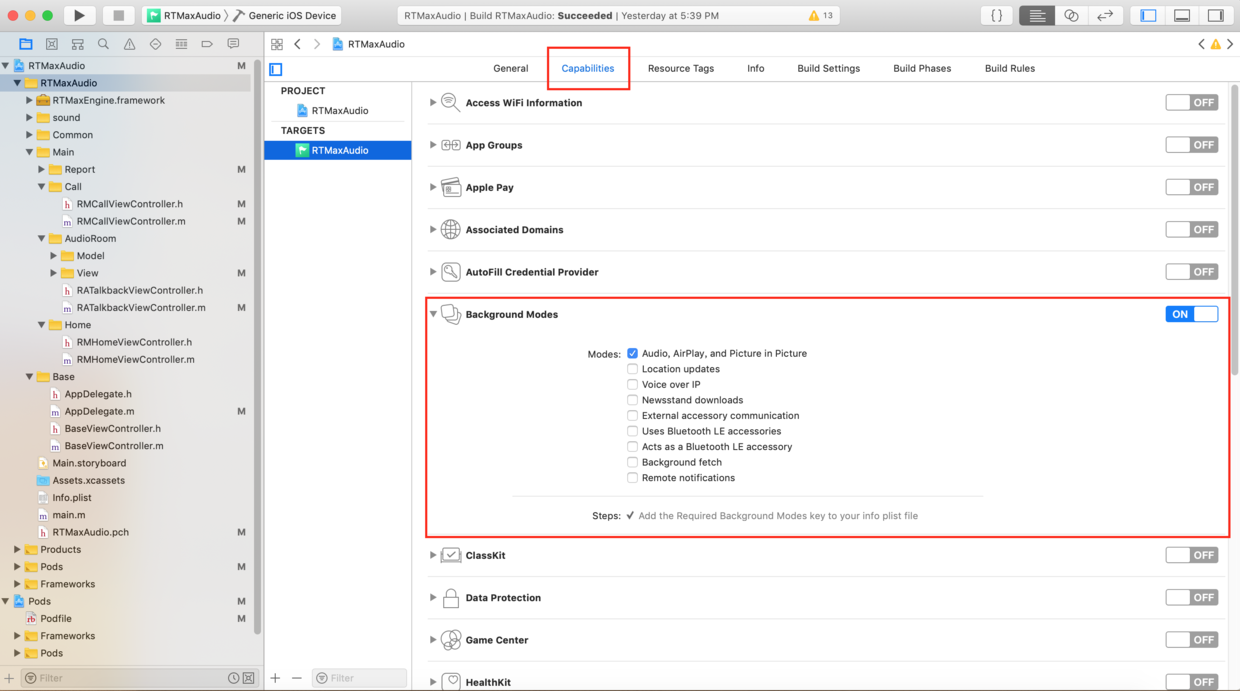 RTMaxAudio Generic iOS Device
RTMaxAudio | Build RTMaxAudio: Succeeded | Yesterday at 5:39 PM
13
{ }
RTMaxAudio M
RTMaxAudio
RTMaxEngine.framework
sound
Common
Main
Report M
Call
h RMCallViewController.h M
m RMCallViewController.m M
AudioRoom
Model
View M
h RATalkbackViewController.h
m RATalkbackViewController.m M
Home
h RMHomeViewController.h
m RMHomeViewController.m
Base
h AppDelegate.h
m AppDelegate.m M
h BaseViewController.h
m BaseViewController.m
Main.storyboard
Assets.xcassets
Info.plist
m main.m
h RTMaxAudio.pch M
Products
Pods M
Frameworks
Pods M
rb Podfile M
Frameworks
Pods
Filter
RTMaxAudio
General Capabilities Resource Tags Info Build Settings Build Phases Build Rules
PROJECT
RTMaxAudio
TARGETS
RTMaxAudio
Filter
Access WiFi Information OFF
App Groups OFF
Apple Pay OFF
Associated Domains OFF
AutoFill Credential Provider OFF
Background Modes ON
Modes: Audio, AirPlay, and Picture in Picture
Location updates
Voice over IP
Newsstand downloads
External accessory communication
Uses Bluetooth LE accessories
Acts as a Bluetooth LE accessory
Background fetch
Remote notifications
Steps: ✓ Add the Required Background Modes key to your info plist file
ClassKit OFF
Data Protection OFF
Game Center OFF
HealthKit OFF